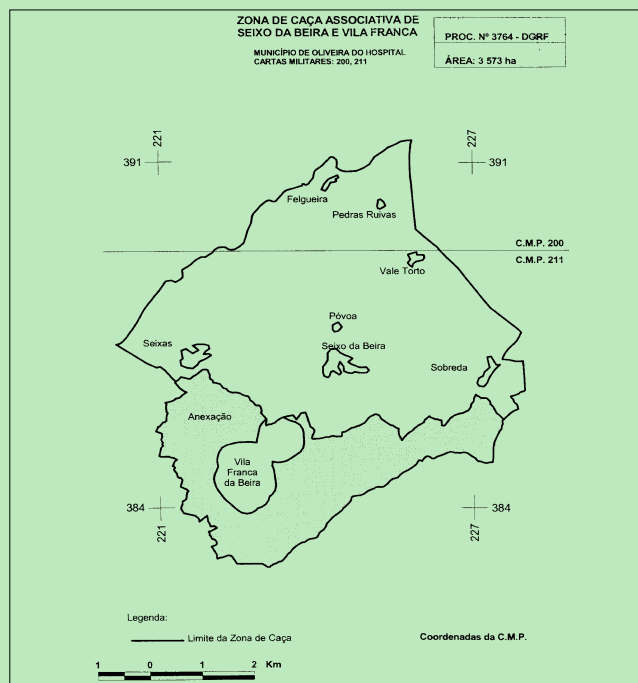 ZONA DE CAÇA ASSOCIATIVA DE
SEIXO DA BEIRA E VILA FRANCA
MUNICÍPIO DE OLIVEIRA DO HOSPITAL
CARTAS MILITARES: 200, 211
PROC. Nº 3764 - DGRF
ÁREA: 3 573 ha
221
227
391
391
Felgueira
Pedras Ruivas
C.M.P. 200
C.M.P. 211
Vale Torto
Póvoa
Seixas
Seixo da Beira
Sobreda
Anexação
Vila
Franca
da Beira
384
384
221
227
Legenda:
Limite da Zona de Caça
Coordenadas da C.M.P.
1 0 1 2 Km